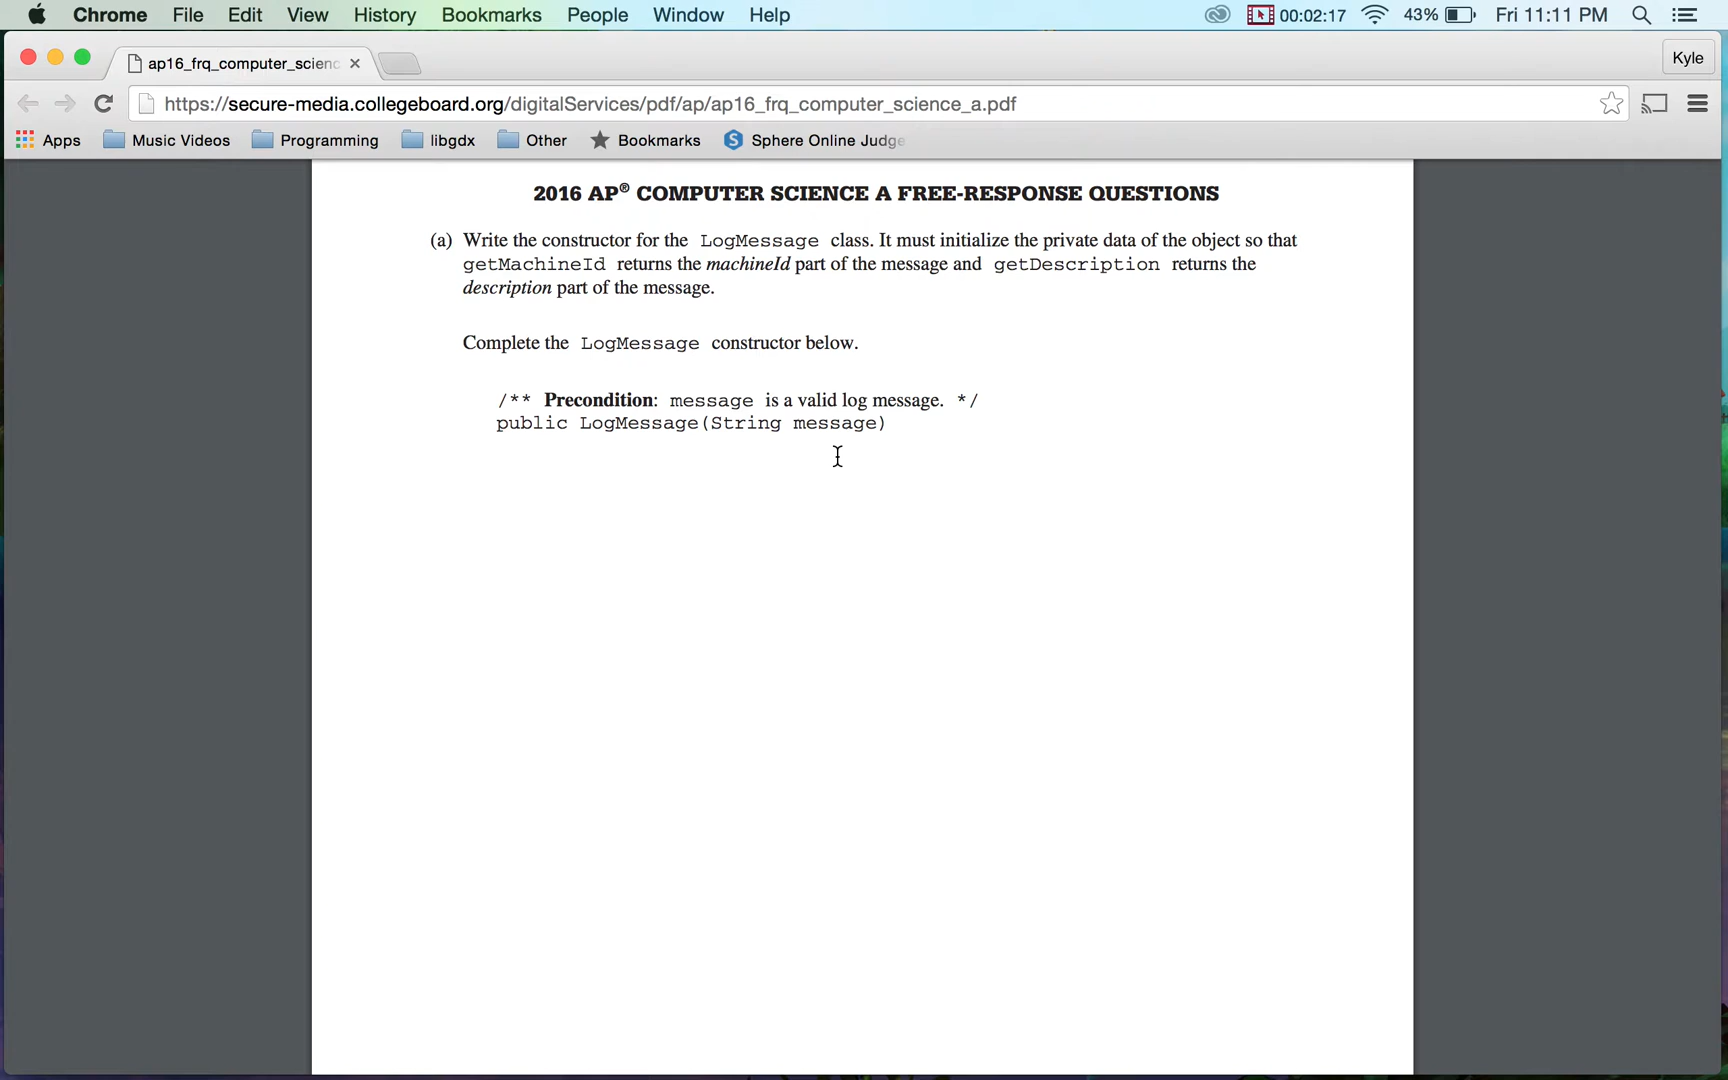 Chrome File Edit View History Bookmarks People Window Help 00:02:17 43% Fri 11:11 PM
ap16_frq_computer_scienc Kyle
https://secure-media.collegeboard.org/digitalServices/pdf/ap/ap16_frq_computer_science_a.pdf
Apps Music Videos Programming libgdx Other Bookmarks Sphere Online Judge
2016 AP® COMPUTER SCIENCE A FREE-RESPONSE QUESTIONS
(a) Write the constructor for the LogMessage class. It must initialize the private data of the object so that
getMachineId returns the machineId part of the message and getDescription returns the
description part of the message.
Complete the LogMessage constructor below.
/** Precondition: message is a valid log message. */
public LogMessage(String message)